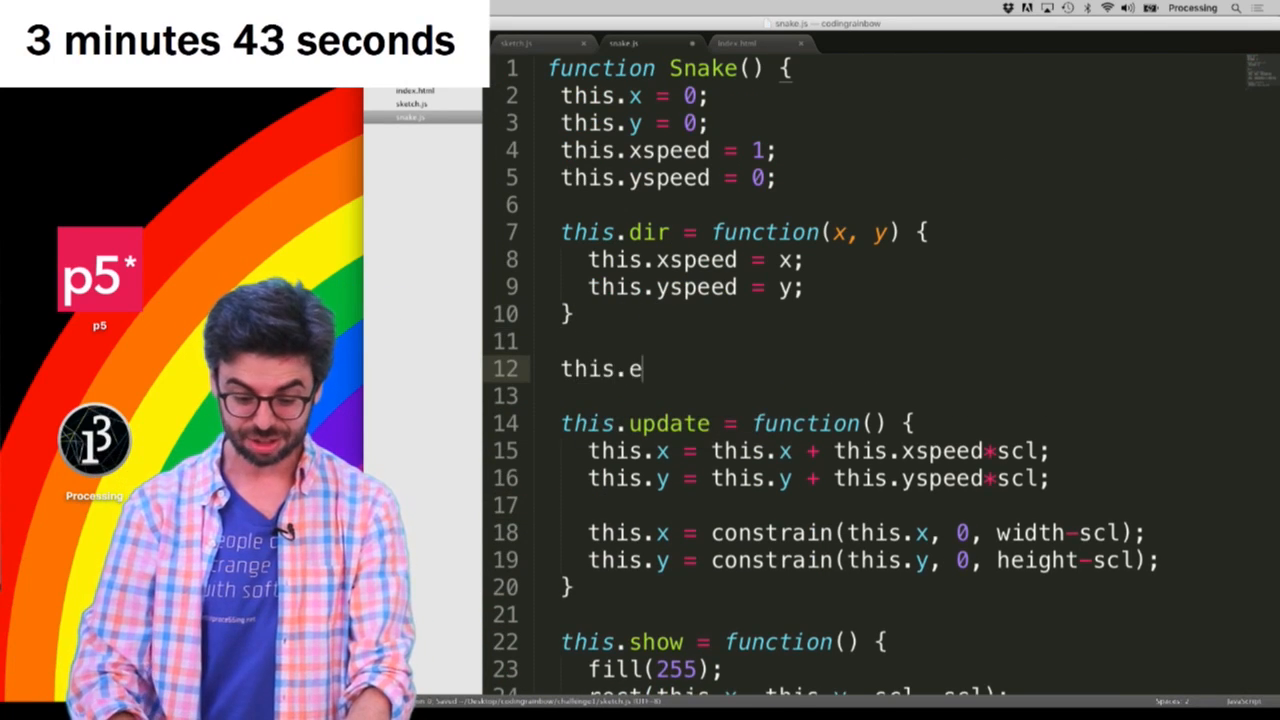 Processing
snake.js — codingrainbow
3 minutes 43 seconds
sketch.js
snake.js
index.html
index.html
sketch.js
snake.js
p5*
p5
Processing
1 function Snake() {
2 this.x = 0;
3 this.y = 0;
4 this.xspeed = 1;
5 this.yspeed = 0;
6
7 this.dir = function(x, y) {
8 this.xspeed = x;
9 this.yspeed = y;
10 }
11
12 this.e
13
14 this.update = function() {
15 this.x = this.x + this.xspeed*scl;
16 this.y = this.y + this.yspeed*scl;
17
18 this.x = constrain(this.x, 0, width-scl);
19 this.y = constrain(this.y, 0, height-scl);
20 }
21
22 this.show = function() {
23 fill(255);
24 rect(this.x, this.y, scl, scl);
Spaces: 2
JavaScript